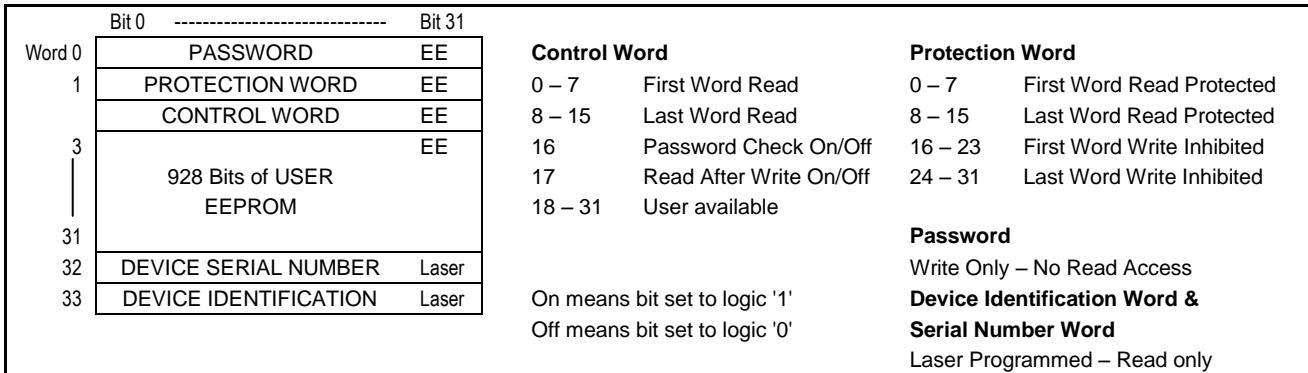 Bit 0 ------------------------------ Bit 31
Word 0 PASSWORD EE
1 PROTECTION WORD EE
CONTROL WORD EE
3 EE
928 Bits of USER
EEPROM
31
32 DEVICE SERIAL NUMBER Laser
33 DEVICE IDENTIFICATION Laser
Control Word
0 – 7 First Word Read
8 – 15 Last Word Read
16 Password Check On/Off
17 Read After Write On/Off
18 – 31 User available
On means bit set to logic '1'
Off means bit set to logic '0'
Protection Word
0 – 7 First Word Read Protected
8 – 15 Last Word Read Protected
16 – 23 First Word Write Inhibited
24 – 31 Last Word Write Inhibited
Password
Write Only – No Read Access
Device Identification Word &
Serial Number Word
Laser Programmed – Read only